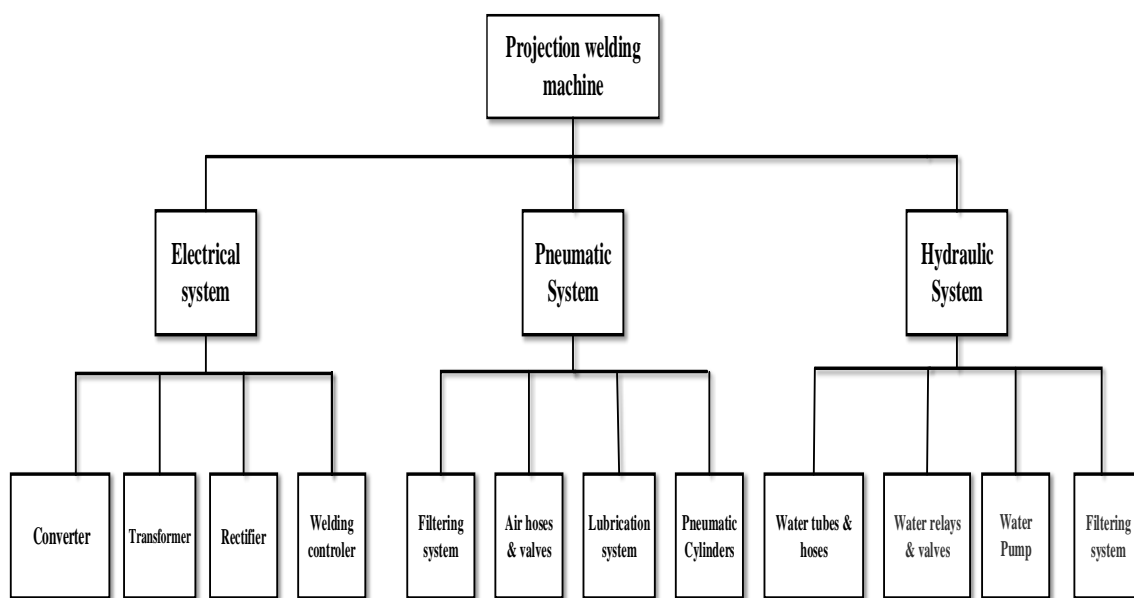 Projection welding
machine
Electrical
system
Pneumatic
System
Hydraulic
System
Converter
Transformer
Rectifier
Welding
controler
Filtering
system
Air hoses
& valves
Lubrication
system
Pneumatic
Cylinders
Water tubes &
hoses
Water relays
& valves
Water
Pump
Filtering
system